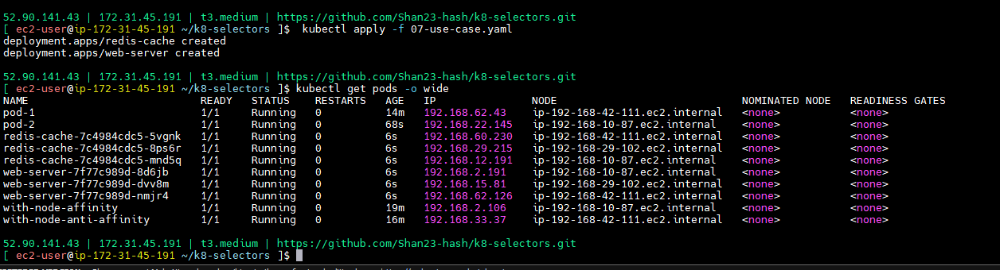 52.90.141.43 | 172.31.45.191 | t3.medium | https://github.com/Shan23-hash/k8-selectors.git
[ ec2-user@ip-172-31-45-191 ~/k8-selectors ]$ kubectl apply -f 07-use-case.yaml
deployment.apps/redis-cache created
deployment.apps/web-server created
52.90.141.43 | 172.31.45.191 | t3.medium | https://github.com/Shan23-hash/k8-selectors.git
[ ec2-user@ip-172-31-45-191 ~/k8-selectors ]$ kubectl get pods -o wide
NAME READY STATUS RESTARTS AGE IP NODE NOMINATED NODE READINESS GATES
pod-1 1/1 Running 0 14m 192.168.62.43 ip-192-168-42-111.ec2.internal <none> <none>
pod-2 1/1 Running 0 68s 192.168.22.145 ip-192-168-10-87.ec2.internal <none> <none>
redis-cache-7c4984cdc5-5vgnk 1/1 Running 0 6s 192.168.60.230 ip-192-168-42-111.ec2.internal <none> <none>
redis-cache-7c4984cdc5-8ps6r 1/1 Running 0 6s 192.168.29.215 ip-192-168-29-102.ec2.internal <none> <none>
redis-cache-7c4984cdc5-mnd5q 1/1 Running 0 6s 192.168.12.191 ip-192-168-10-87.ec2.internal <none> <none>
web-server-7f77c989d-8d6jb 1/1 Running 0 6s 192.168.2.191 ip-192-168-10-87.ec2.internal <none> <none>
web-server-7f77c989d-dvv8m 1/1 Running 0 6s 192.168.15.81 ip-192-168-29-102.ec2.internal <none> <none>
web-server-7f77c989d-nmjr4 1/1 Running 0 6s 192.168.62.126 ip-192-168-42-111.ec2.internal <none> <none>
with-node-affinity 1/1 Running 0 19m 192.168.2.106 ip-192-168-10-87.ec2.internal <none> <none>
with-node-anti-affinity 1/1 Running 0 16m 192.168.33.37 ip-192-168-42-111.ec2.internal <none> <none>
52.90.141.43 | 172.31.45.191 | t3.medium | https://github.com/Shan23-hash/k8-selectors.git
[ ec2-user@ip-172-31-45-191 ~/k8-selectors ]$